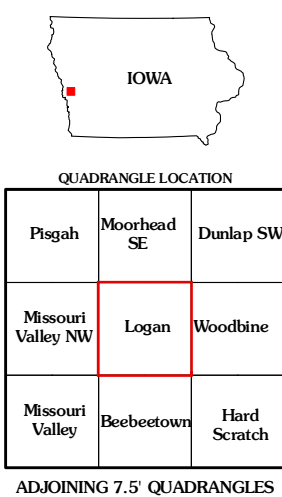 IOWA
QUADRANGLE LOCATION
Pisgah
Moorhead
SE
Dunlap SW
Missouri
Valley NW
Logan
Woodbine
Missouri
Valley
Beebeetown
Hard
Scratch
ADJOINING 7.5' QUADRANGLES